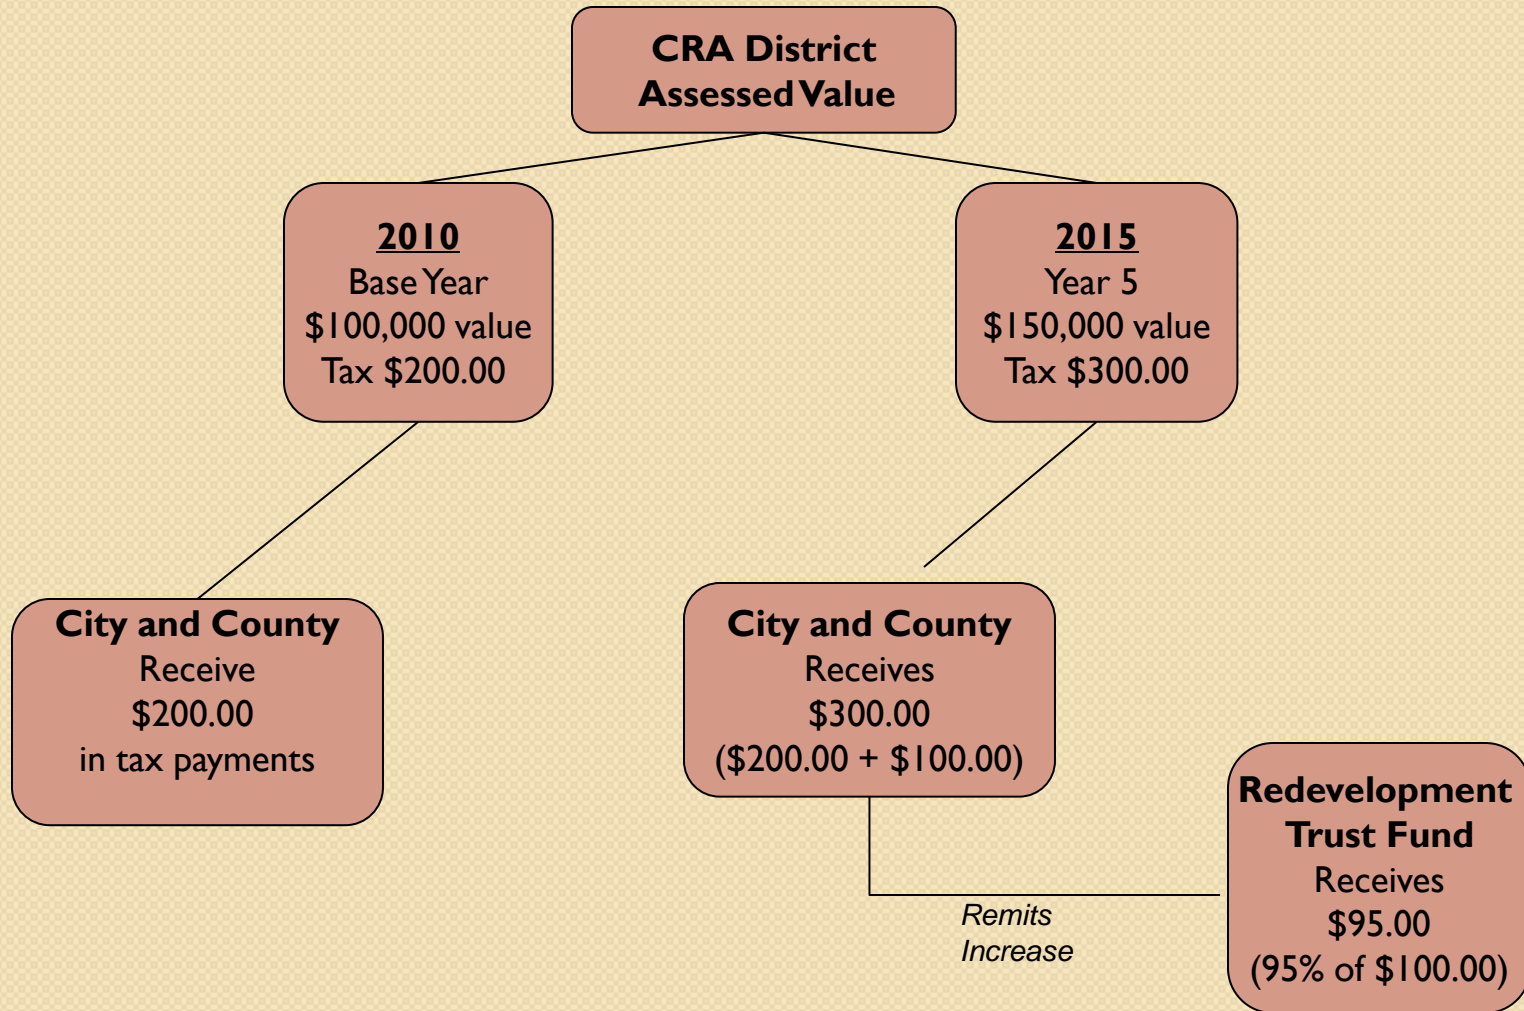 CRA District
Assessed Value
2010
Base Year
$100,000 value
Tax $200.00
2015
Year 5
$150,000 value
Tax $300.00
City and County
Receive
$200.00
in tax payments
City and County
Receives
$300.00
($200.00 + $100.00)
Remits
Increase
Redevelopment
Trust Fund
Receives
$95.00
(95% of $100.00)